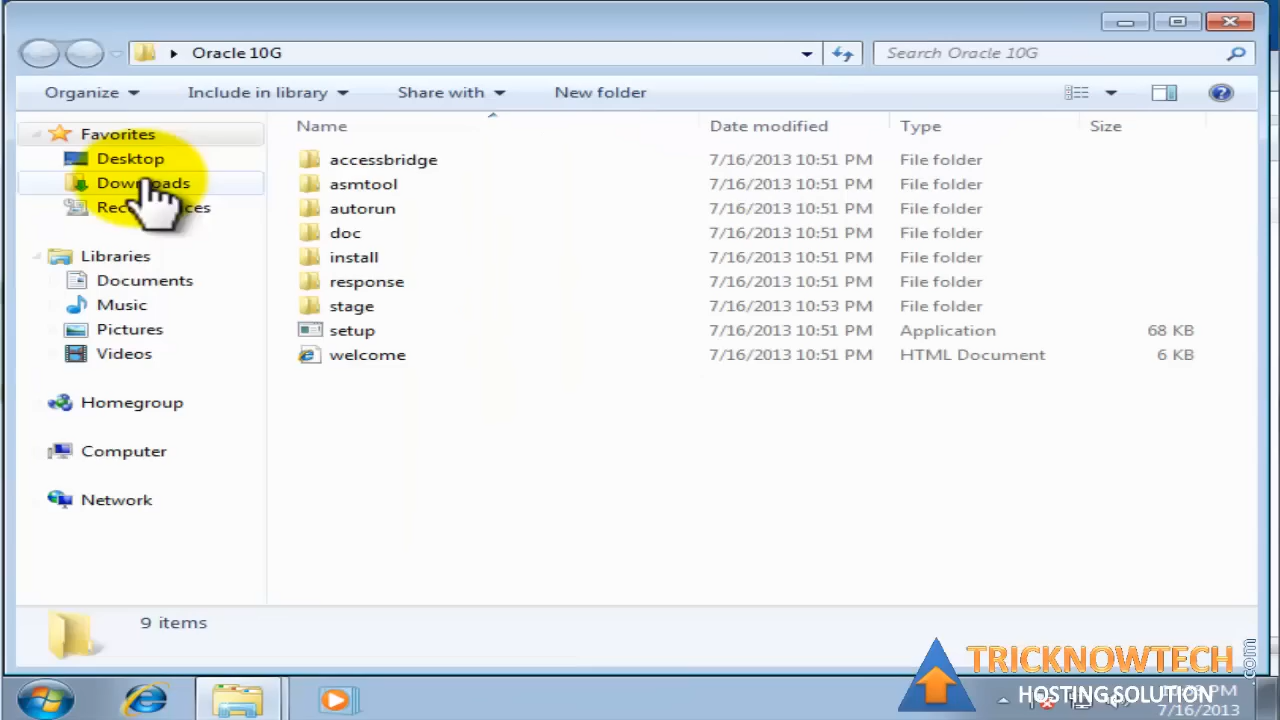 Oracle 10G
Search Oracle 10G
Organize Include in library Share with New folder
Name Date modified Type Size
Favorites
Desktop
Downloads
Libraries
Documents
Music
Pictures
Videos
Homegroup
Computer
Network
accessbridge 7/16/2013 10:51 PM File folder
asmtool 7/16/2013 10:51 PM File folder
autorun 7/16/2013 10:51 PM File folder
doc 7/16/2013 10:51 PM File folder
install 7/16/2013 10:51 PM File folder
response 7/16/2013 10:51 PM File folder
stage 7/16/2013 10:53 PM File folder
setup 7/16/2013 10:51 PM Application 68 KB
welcome 7/16/2013 10:51 PM HTML Document 6 KB
9 items
TRICKNOWTECH.com
HOSTING SOLUTION
PM
7/16/2013